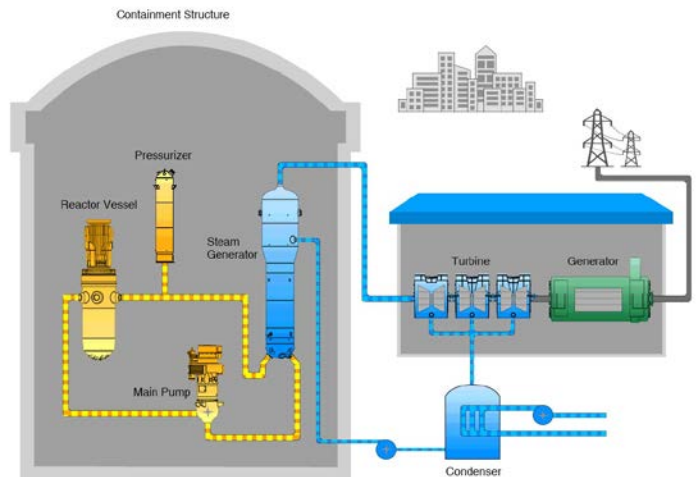 Containment Structure
Pressurizer
Reactor Vessel
Steam
Generator
Main Pump
Turbine
Generator
Condenser